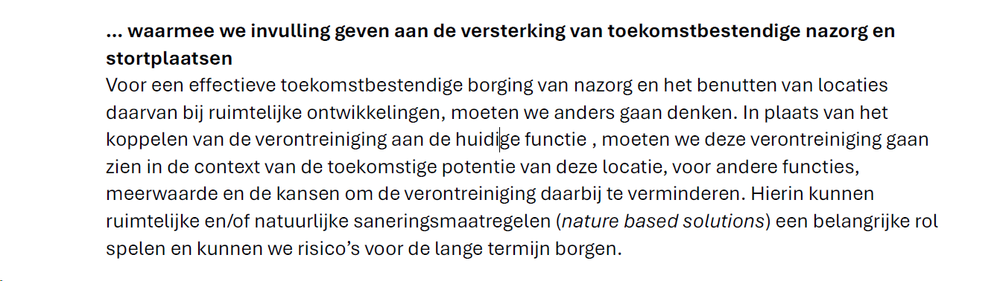 ... waarmee we invulling geven aan de versterking van toekomstbestendige nazorg en
stortplaatsen
Voor een effectieve toekomstbestendige borging van nazorg en het benutten van locaties
daarvan bij ruimtelijke ontwikkelingen, moeten we anders gaan denken. In plaats van het
koppelen van de verontreiniging aan de huidige functie , moeten we deze verontreiniging gaan
zien in de context van de toekomstige potentie van deze locatie, voor andere functies,
meerwaarde en de kansen om de verontreiniging daarbij te verminderen. Hierin kunnen
ruimtelijke en/of natuurlijke saneringsmaatregelen (nature based solutions) een belangrijke rol
spelen en kunnen we risico’s voor de lange termijn borgen.